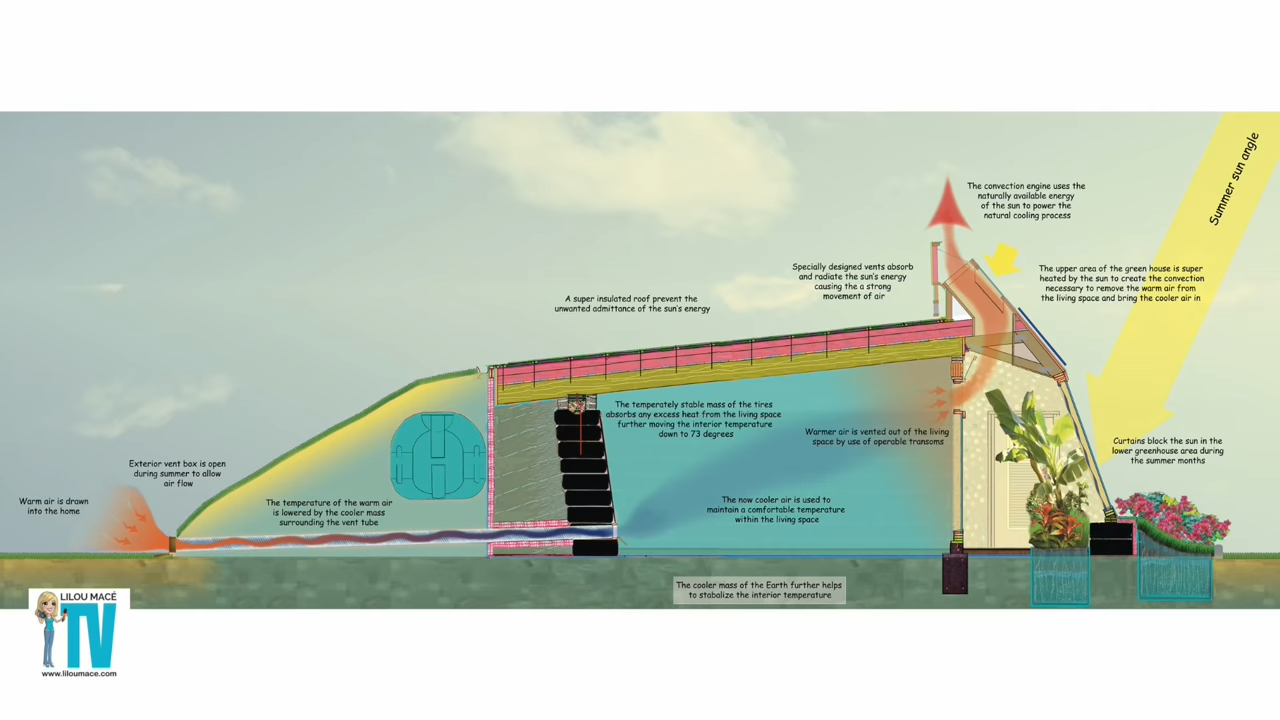 Summer sun angle
The convection engine uses the
naturally available energy
of the sun to power the
natural cooling process
Specially designed vents absorb
and radiate the sun's energy
causing the a strong
movement of air
The upper area of the green house is super
heated by the sun to create the convection
necessary to remove the warm air from
the living space and bring the cooler air in
A super insulated roof prevent the
unwanted admittance of the sun's energy
The temperately stable mass of the tires
absorbs any excess heat from the living space
further moving the interior temperature
down to 73 degrees
Warmer air is vented out of the living
space by use of operable transoms
Curtains block the sun in the
lower greenhouse area during
the summer months
Exterior vent box is open
during summer to allow
air flow
Warm air is drawn
into the home
The temperature of the warm air
is lowered by the cooler mass
surrounding the vent tube
The now cooler air is used to
maintain a comfortable temperature
within the living space
The cooler mass of the Earth further helps
to stabalize the interior temperature
LILOU MACÉ
TV
www.liloumace.com